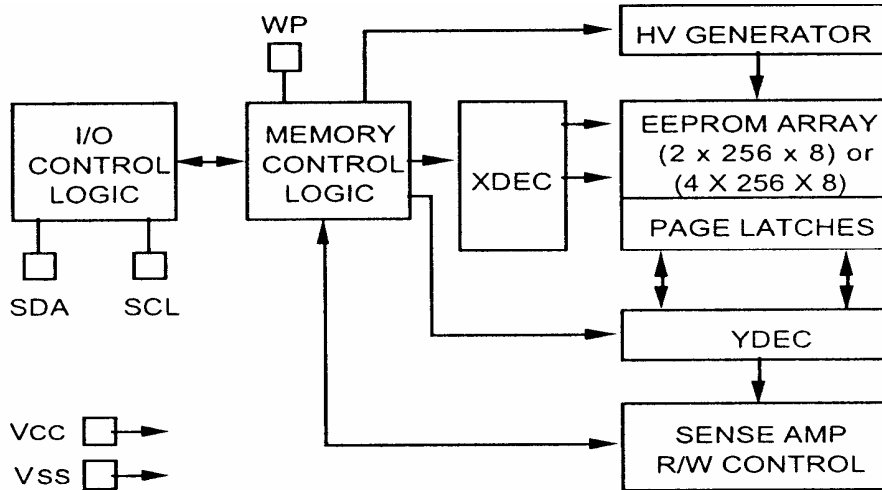 WP
HV GENERATOR
I/O
CONTROL
LOGIC
MEMORY
CONTROL
LOGIC
XDEC
EEPROM ARRAY
(2 x 256 x 8) or
(4 X 256 X 8)
PAGE LATCHES
SDA
SCL
YDEC
SENSE AMP
R/W CONTROL
Vcc
Vss